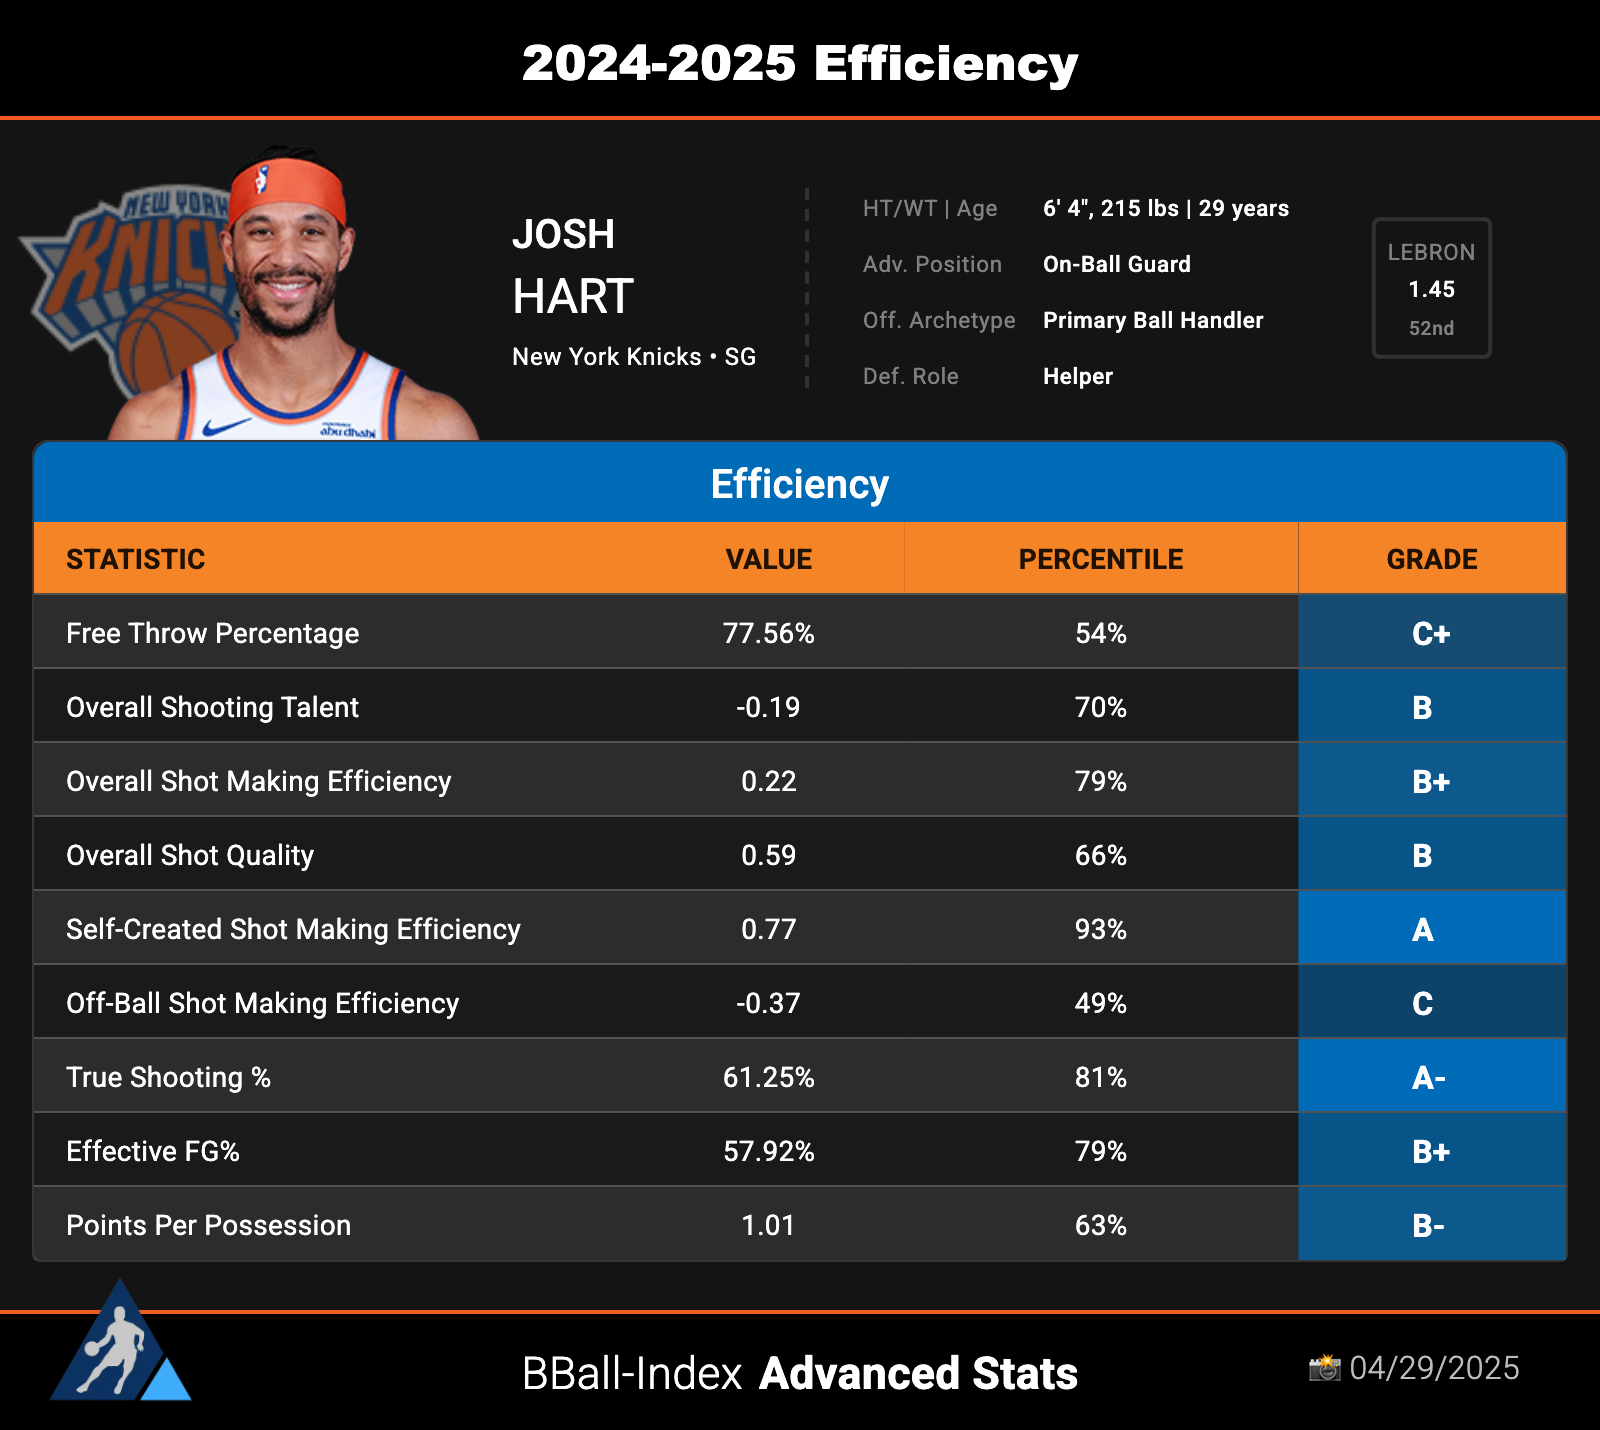 2024-2025 Efficiency
NEW YORK
KNICK
JOSH
HART
New York Knicks • SG
HT/WT | Age 6' 4", 215 lbs | 29 years
Adv. Position On-Ball Guard
Off. Archetype Primary Ball Handler
Def. Role Helper
LEBRON
1.45
52nd
abu dhabi
Efficiency
STATISTIC VALUE PERCENTILE GRADE
Free Throw Percentage 77.56% 54% C+
Overall Shooting Talent -0.19 70% B
Overall Shot Making Efficiency 0.22 79% B+
Overall Shot Quality 0.59 66% B
Self-Created Shot Making Efficiency 0.77 93% A
Off-Ball Shot Making Efficiency -0.37 49% C
True Shooting % 61.25% 81% A-
Effective FG% 57.92% 79% B+
Points Per Possession 1.01 63% B-
BBall-Index Advanced Stats
04/29/2025